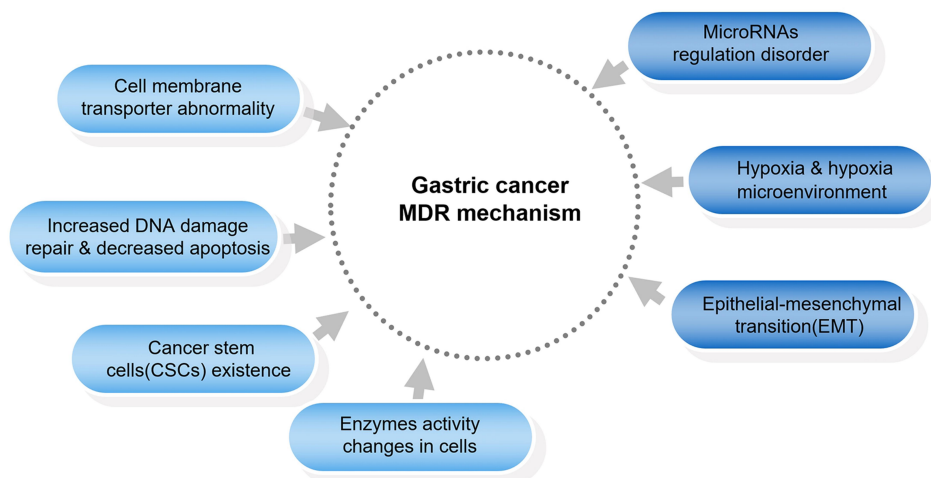 MicroRNAs
regulation disorder
Cell membrane
transporter abnormality
Hypoxia & hypoxia
microenvironment
Gastric cancer
MDR mechanism
Increased DNA damage
repair & decreased apoptosis
Epithelial-mesenchymal
transition(EMT)
Cancer stem
cells(CSCs) existence
Enzymes activity
changes in cells